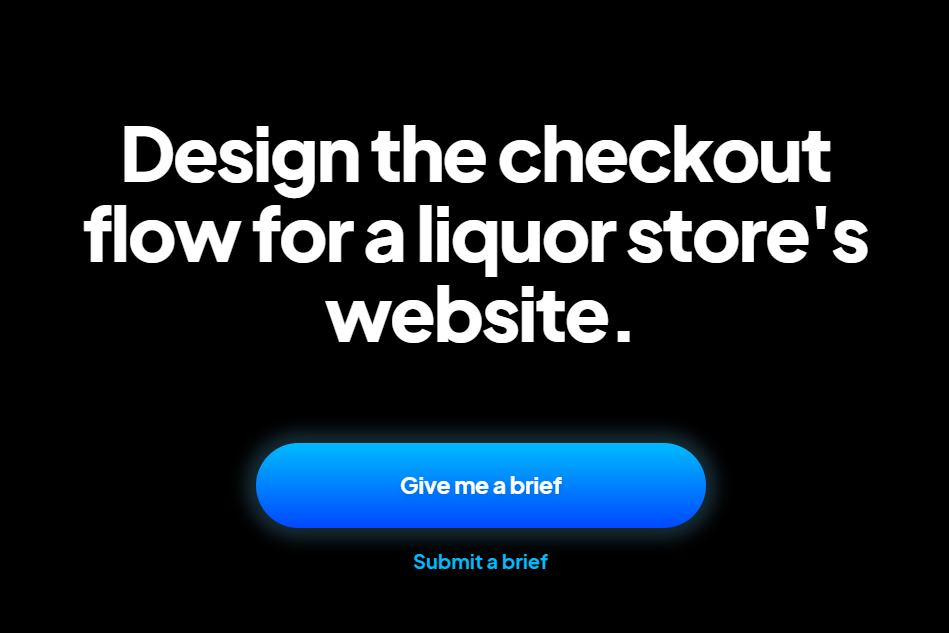 Design the checkout
flow for a liquor store's
website.
Give me a brief
Submit a brief